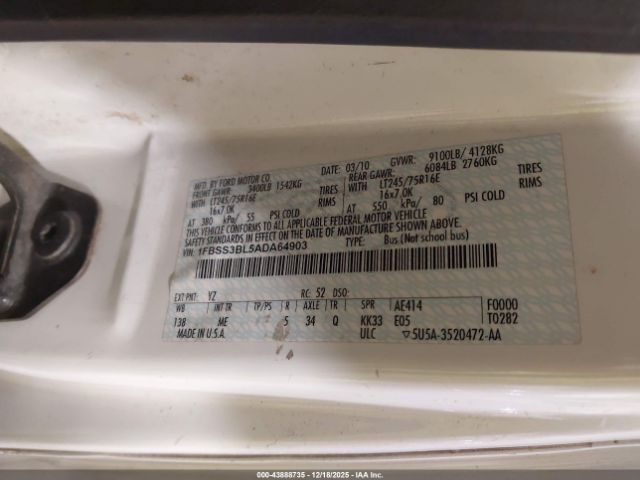 MFD. BY FORD MOTOR CO. DATE: 03/10 GVWR: 9100LB/ 4128KG
FRONT GAWR: 3400LB 1542KG REAR GAWR: 6084LB 2760KG
WITH LT245/75R16E TIRES WITH LT245/75R16E TIRES
16x7.0K RIMS 16x7.0K RIMS
AT 380 kPa/ 55 PSI COLD AT 550 kPa/ 80 PSI COLD
THIS VEHICLE CONFORMS TO ALL APPLICABLE FEDERAL MOTOR VEHICLE
SAFETY STANDARDS IN EFFECT ON THE DATE OF MANUFACTURE SHOWN ABOVE.
VIN: 1FBSS3BL5ADA64903 TYPE: Bus (Not school bus)
EXT PNT: YZ RC: 52 DSO:
WB INT TR TP/PS R AXLE TR SPR AE414 F0000
138 ME 5 34 Q KK33 E05 T0282
MADE IN U.S.A. ULC 5U5A-3520472-AA
000-43888735 - 12/18/2025 - IAA Inc.